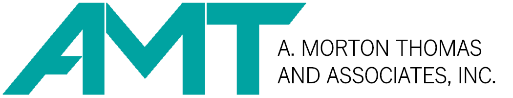 AMT
A. MORTON THOMAS
AND ASSOCIATES, INC.